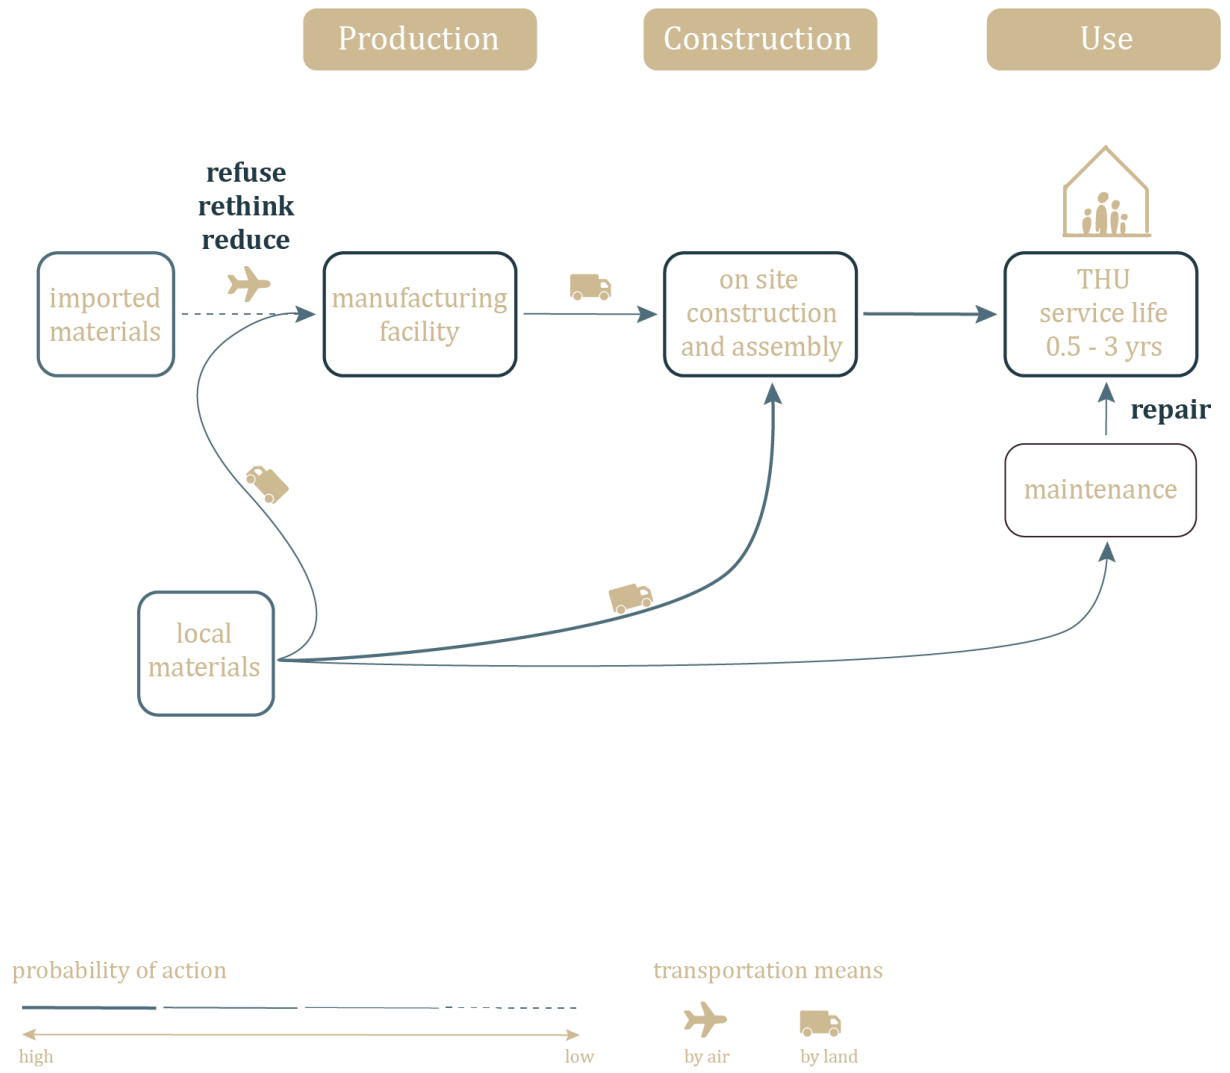 Production
Construction
Use
refuse
rethink
reduce
imported
materials
manufacturing
facility
on site
construction
and assembly
THU
service life
0.5 - 3 yrs
repair
maintenance
local
materials
probability of action
high
low
transportation means
by air
by land